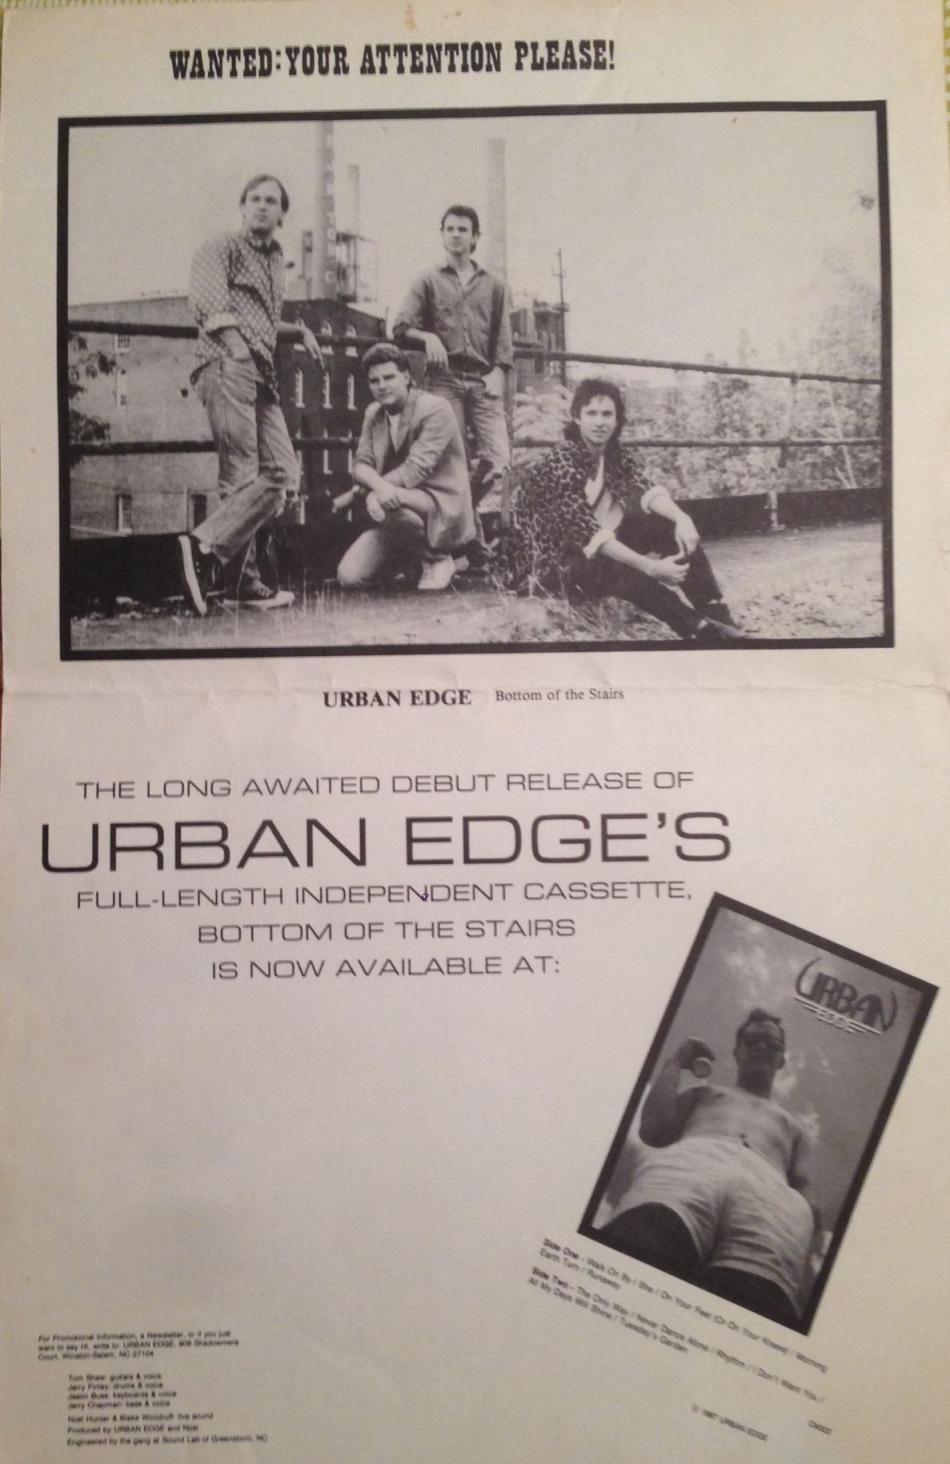 WANTED: YOUR ATTENTION PLEASE!
URBAN EDGE Bottom of the Stairs
THE LONG AWAITED DEBUT RELEASE OF
URBAN EDGE'S
FULL-LENGTH INDEPENDENT CASSETTE,
BOTTOM OF THE STAIRS
IS NOW AVAILABLE AT:
URBAN
EDGE
Side One - Walk On By / She / On Your Feet (Or On Your Knees) / Morning
Earth Turn / Runaway
Side Two - The Only Way / Never Dance Alone / Rhythm / I Don't Want You /
All My Days Will Shine / Tuesday's Garden
© 1987 URBAN EDGE
For Promotional Information, a Newsletter, or if you just
want to say Hi, write to: URBAN EDGE, 909 Shadowmere
Court, Winston-Salem, NC 27104
Tom Shaw: guitars & voice
Jerry Finley: drums & voice
Jason Buss: keyboards & voice
Jerry Chapman: bass & voice
Noel Hunter & Blake Woodruff: live sound
Produced by URBAN EDGE and Noel
Engineered by the gang at Sound Lab of Greensboro, NC